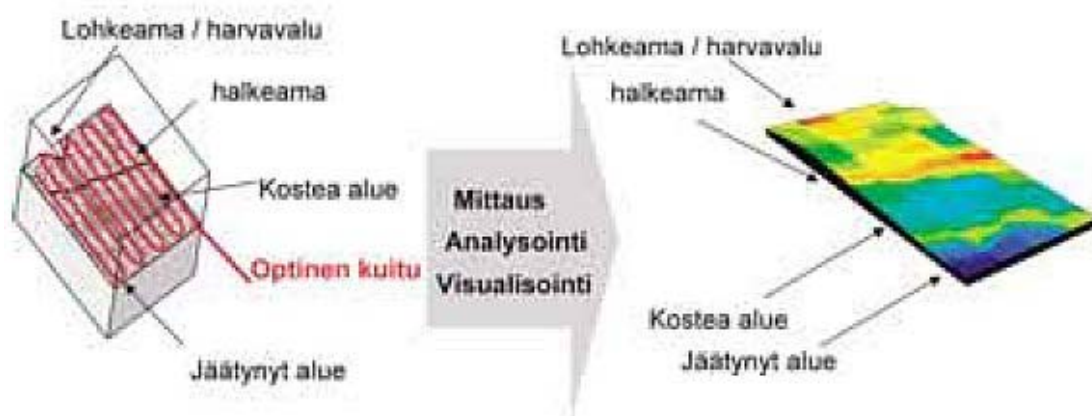 Lohkeama / harvavalu
halkeama
Kostea alue
Optinen kuitu
Jäätynyt alue
Mittaus
Analysointi
Visualisointi
Lohkeama / harvavalu
halkeama
Kostea alue
Jäätynyt alue